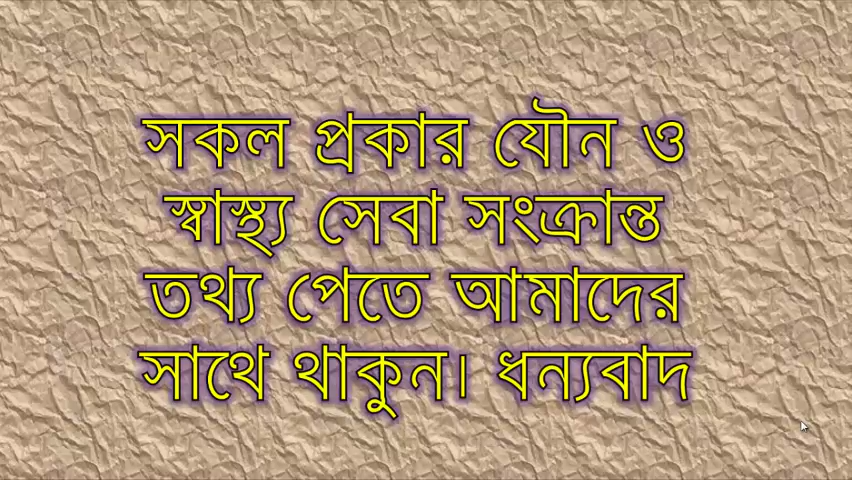 সকল প্রকার যৌন ও
স্বাস্থ্য সেবা সংক্রান্ত
তথ্য পেতে আমাদের
সাথে থাকুন। ধন্যবাদ